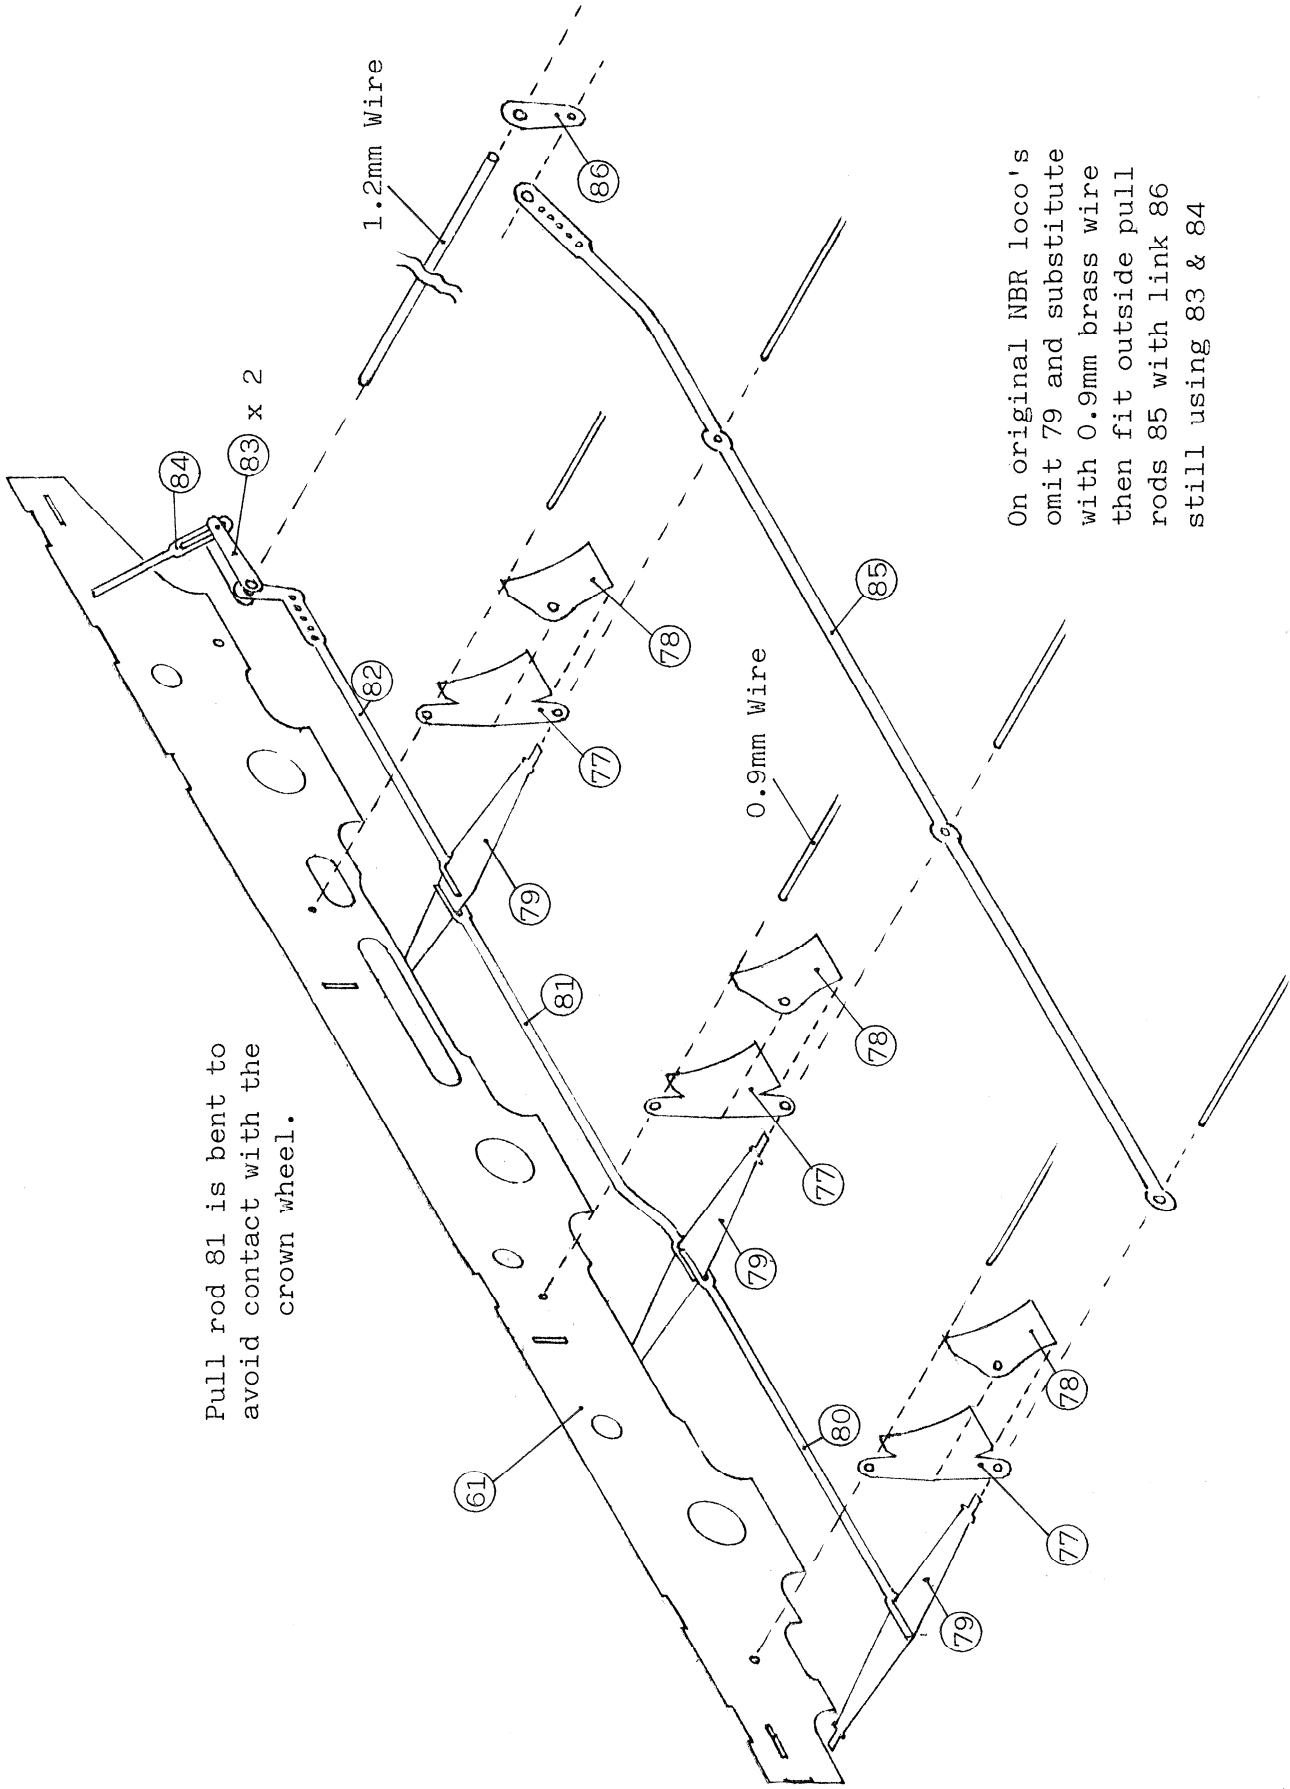 Pull rod 81 is bent to
avoid contact with the
crown wheel.
61
84
83 x 2
1.2mm Wire
86
82
78
77
79
81
0.9mm Wire
85
78
77
79
80
78
77
79
On original NBR loco's
omit 79 and substitute
with 0.9mm brass wire
then fit outside pull
rods 85 with link 86
still using 83 & 84